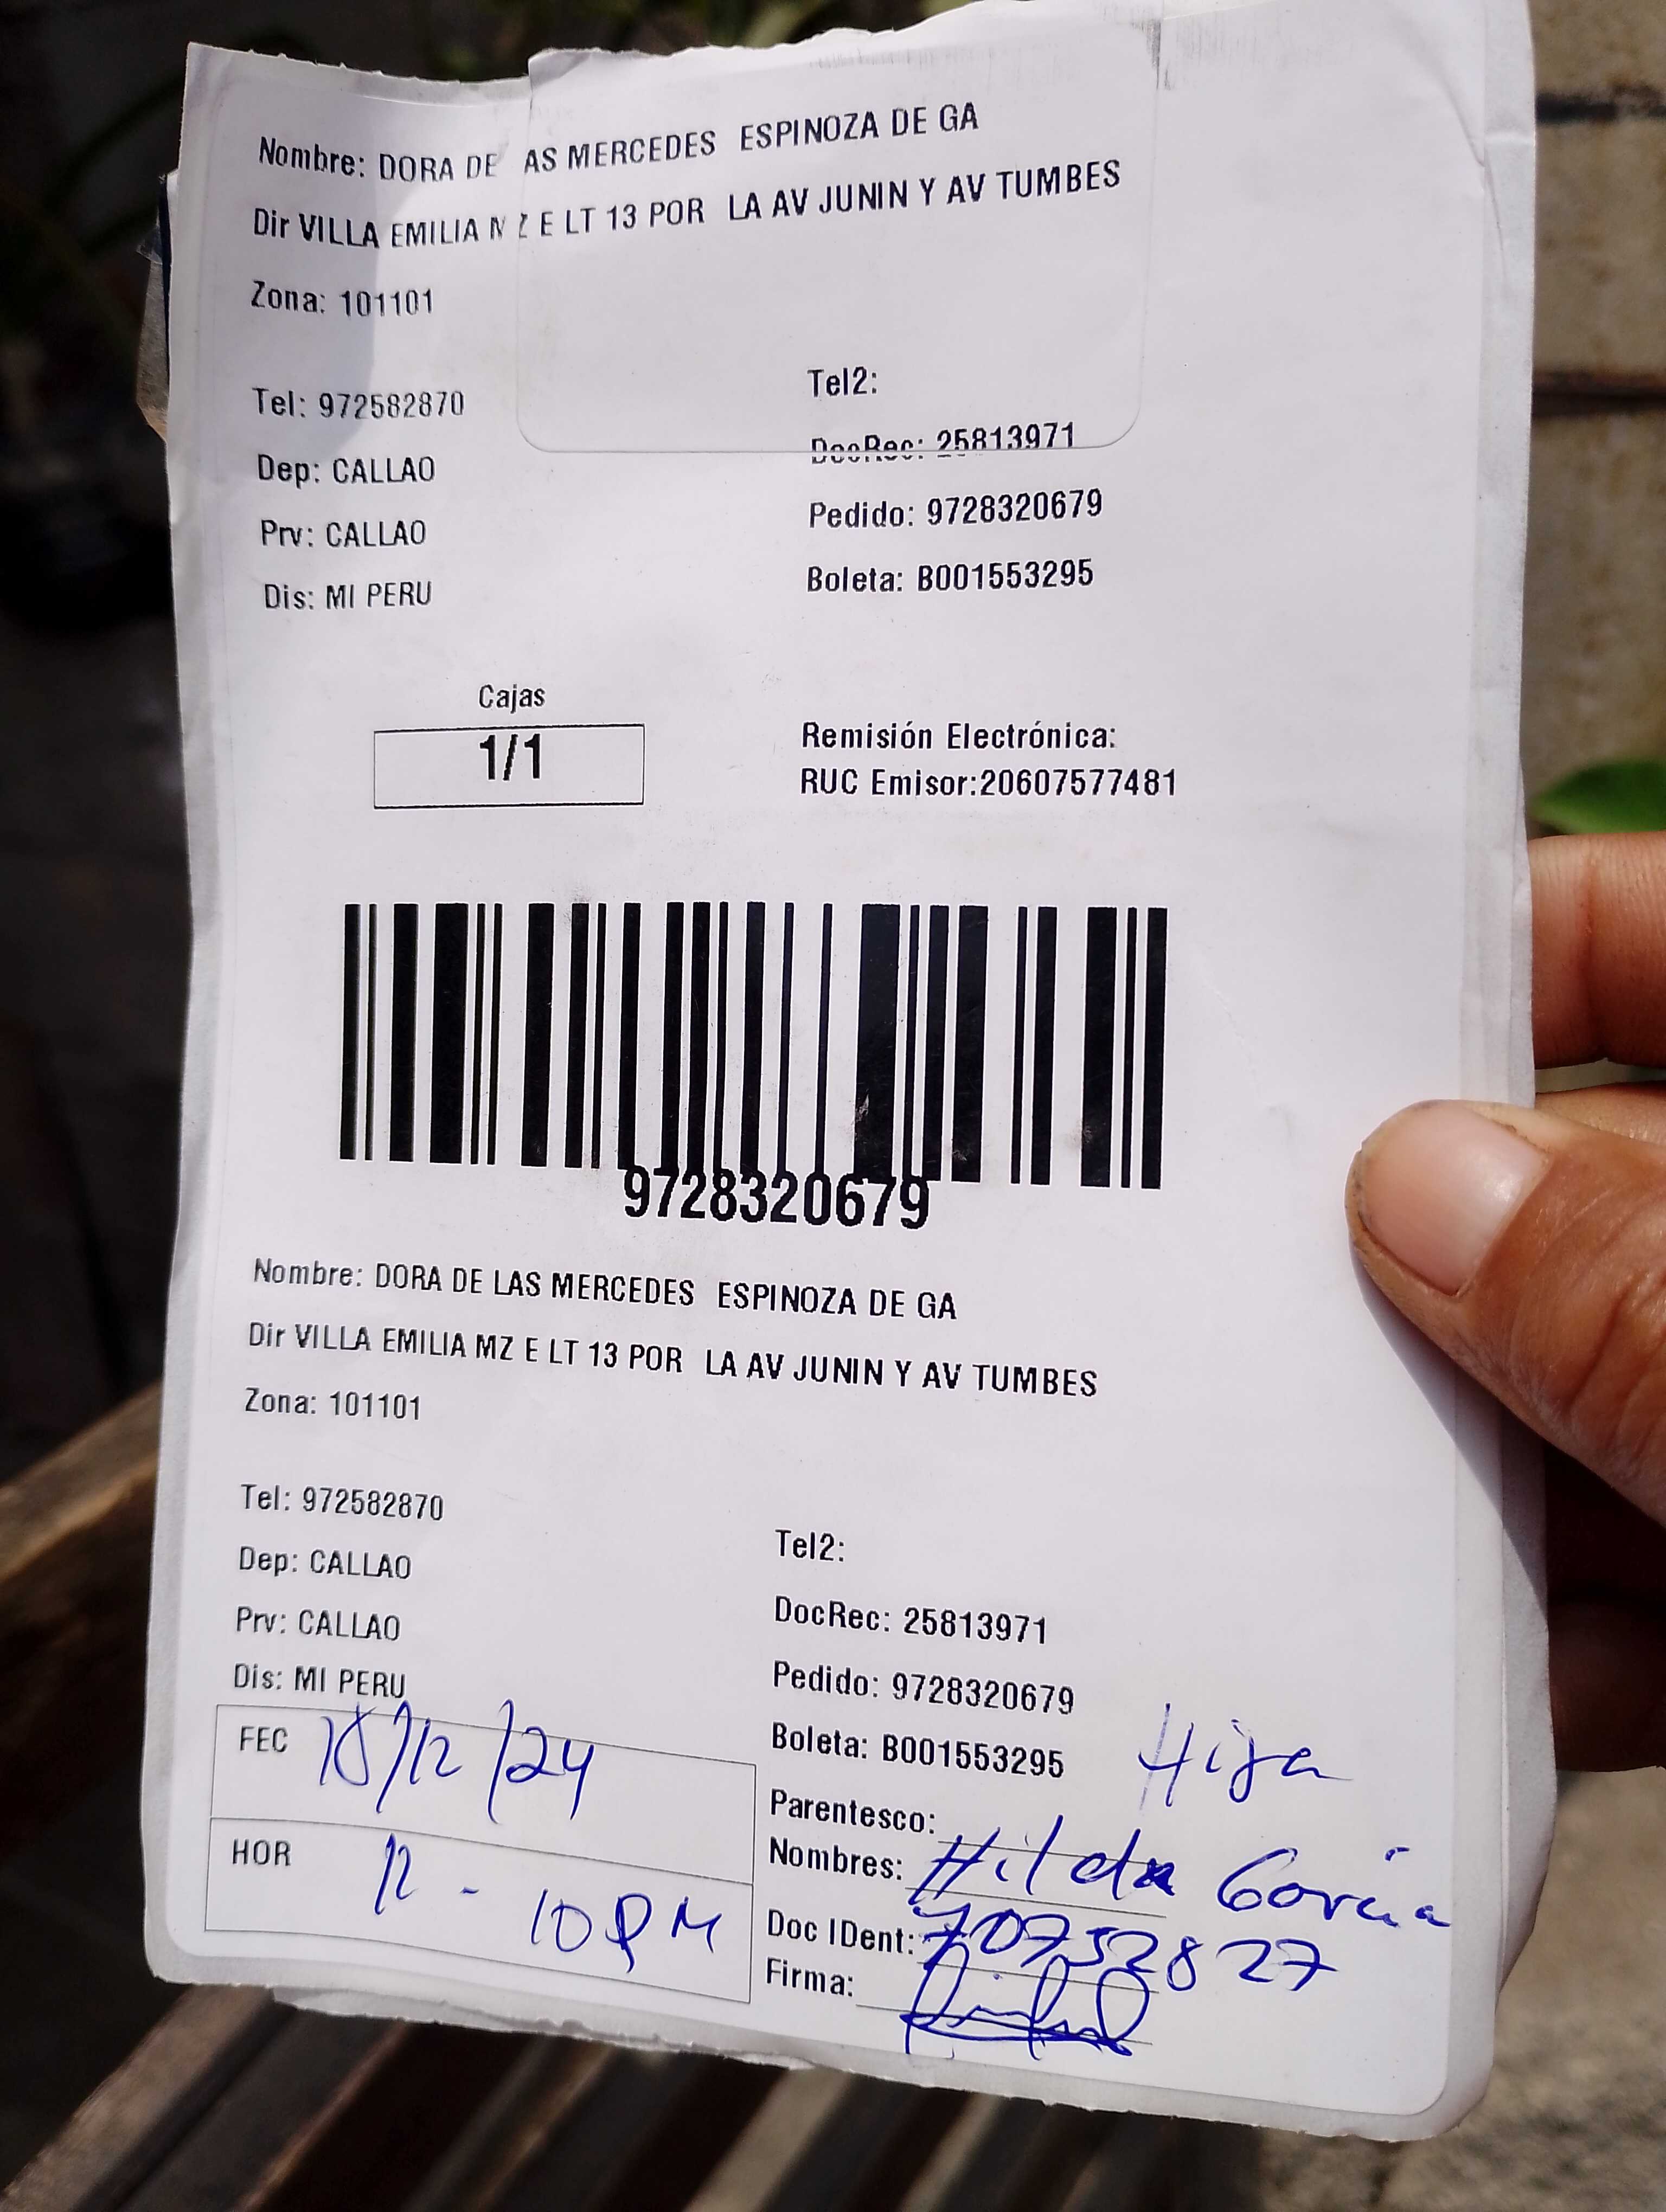 Nombre: DORA DE AS MERCEDES ESPINOZA DE GA
Dir VILLA EMILIA MZ E LT 13 POR LA AV JUNIN Y AV TUMBES
Zona: 101101
Tel: 972582870
Tel2:
DocRec: 25813971
Dep: CALLAO
Pedido: 9728320679
Prv: CALLAO
Boleta: B001553295
Dis: MI PERU
Cajas
1/1
Remisión Electrónica:
RUC Emisor:20607577481
9728320679
Nombre: DORA DE LAS MERCEDES ESPINOZA DE GA
Dir VILLA EMILIA MZ E LT 13 POR LA AV JUNIN Y AV TUMBES
Zona: 101101
Tel: 972582870
Tel2:
Dep: CALLAO
DocRec: 25813971
Prv: CALLAO
Pedido: 9728320679
Dis: MI PERU
Boleta: B001553295
FEC 18/12/24
Parentesco: Hija
Nombres: Hilda García
HOR 12 - 10 PM
Doc IDent: 70752827
Firma: